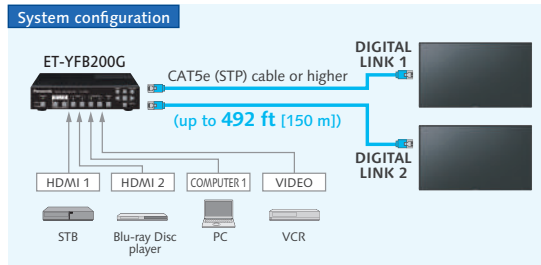 System configuration
ET-YFB200G
DIGITAL
LINK 1
CAT5e (STP) cable or higher
(up to 492 ft [150 m])
DIGITAL
LINK 2
HDMI 1
HDMI 2
COMPUTER 1
VIDEO
STB
Blu-ray Disc
player
PC
VCR
Panasonic